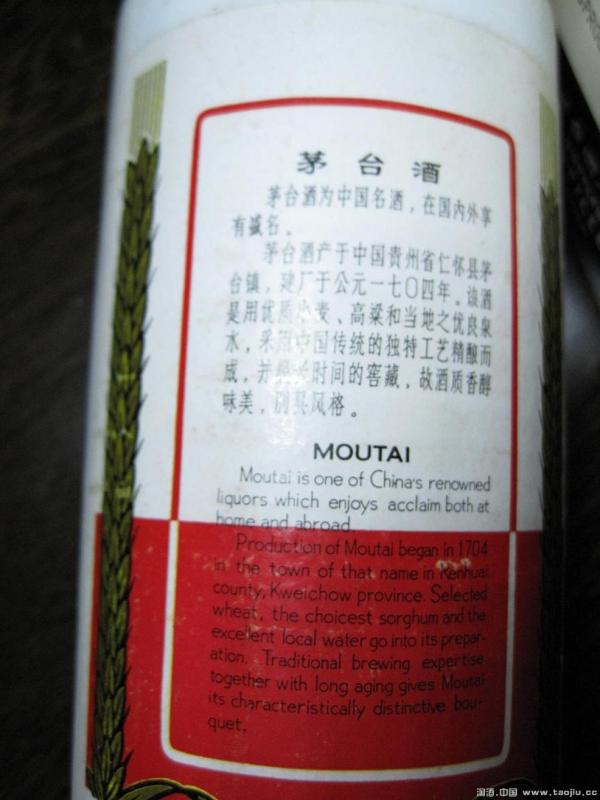 茅台酒
茅台酒为中国名酒，在国内外享
有盛名。
茅台酒产于中国贵州省仁怀县茅
台镇，建厂于公元一七〇四年。该酒
是用优质小麦、高粱和当地之优良泉
水，采用中国传统的独特工艺精酿而
成，并经长时间的窖藏，故酒质香醇
味美，别具风格。
MOUTAI
Moutai is one of China's renowned
liquors which enjoys acclaim both at
home and abroad.
Production of Moutai began in 1704
in the town of that name in Renhuai
county, Kweichow province. Selected
wheat, the choicest sorghum and the
excellent local water go into its prepar-
ation. Traditional brewing expertise
together with long aging gives Moutai
its characteristically distinctive bou-
quet.
淘酒.中国 www.taojiu.cc